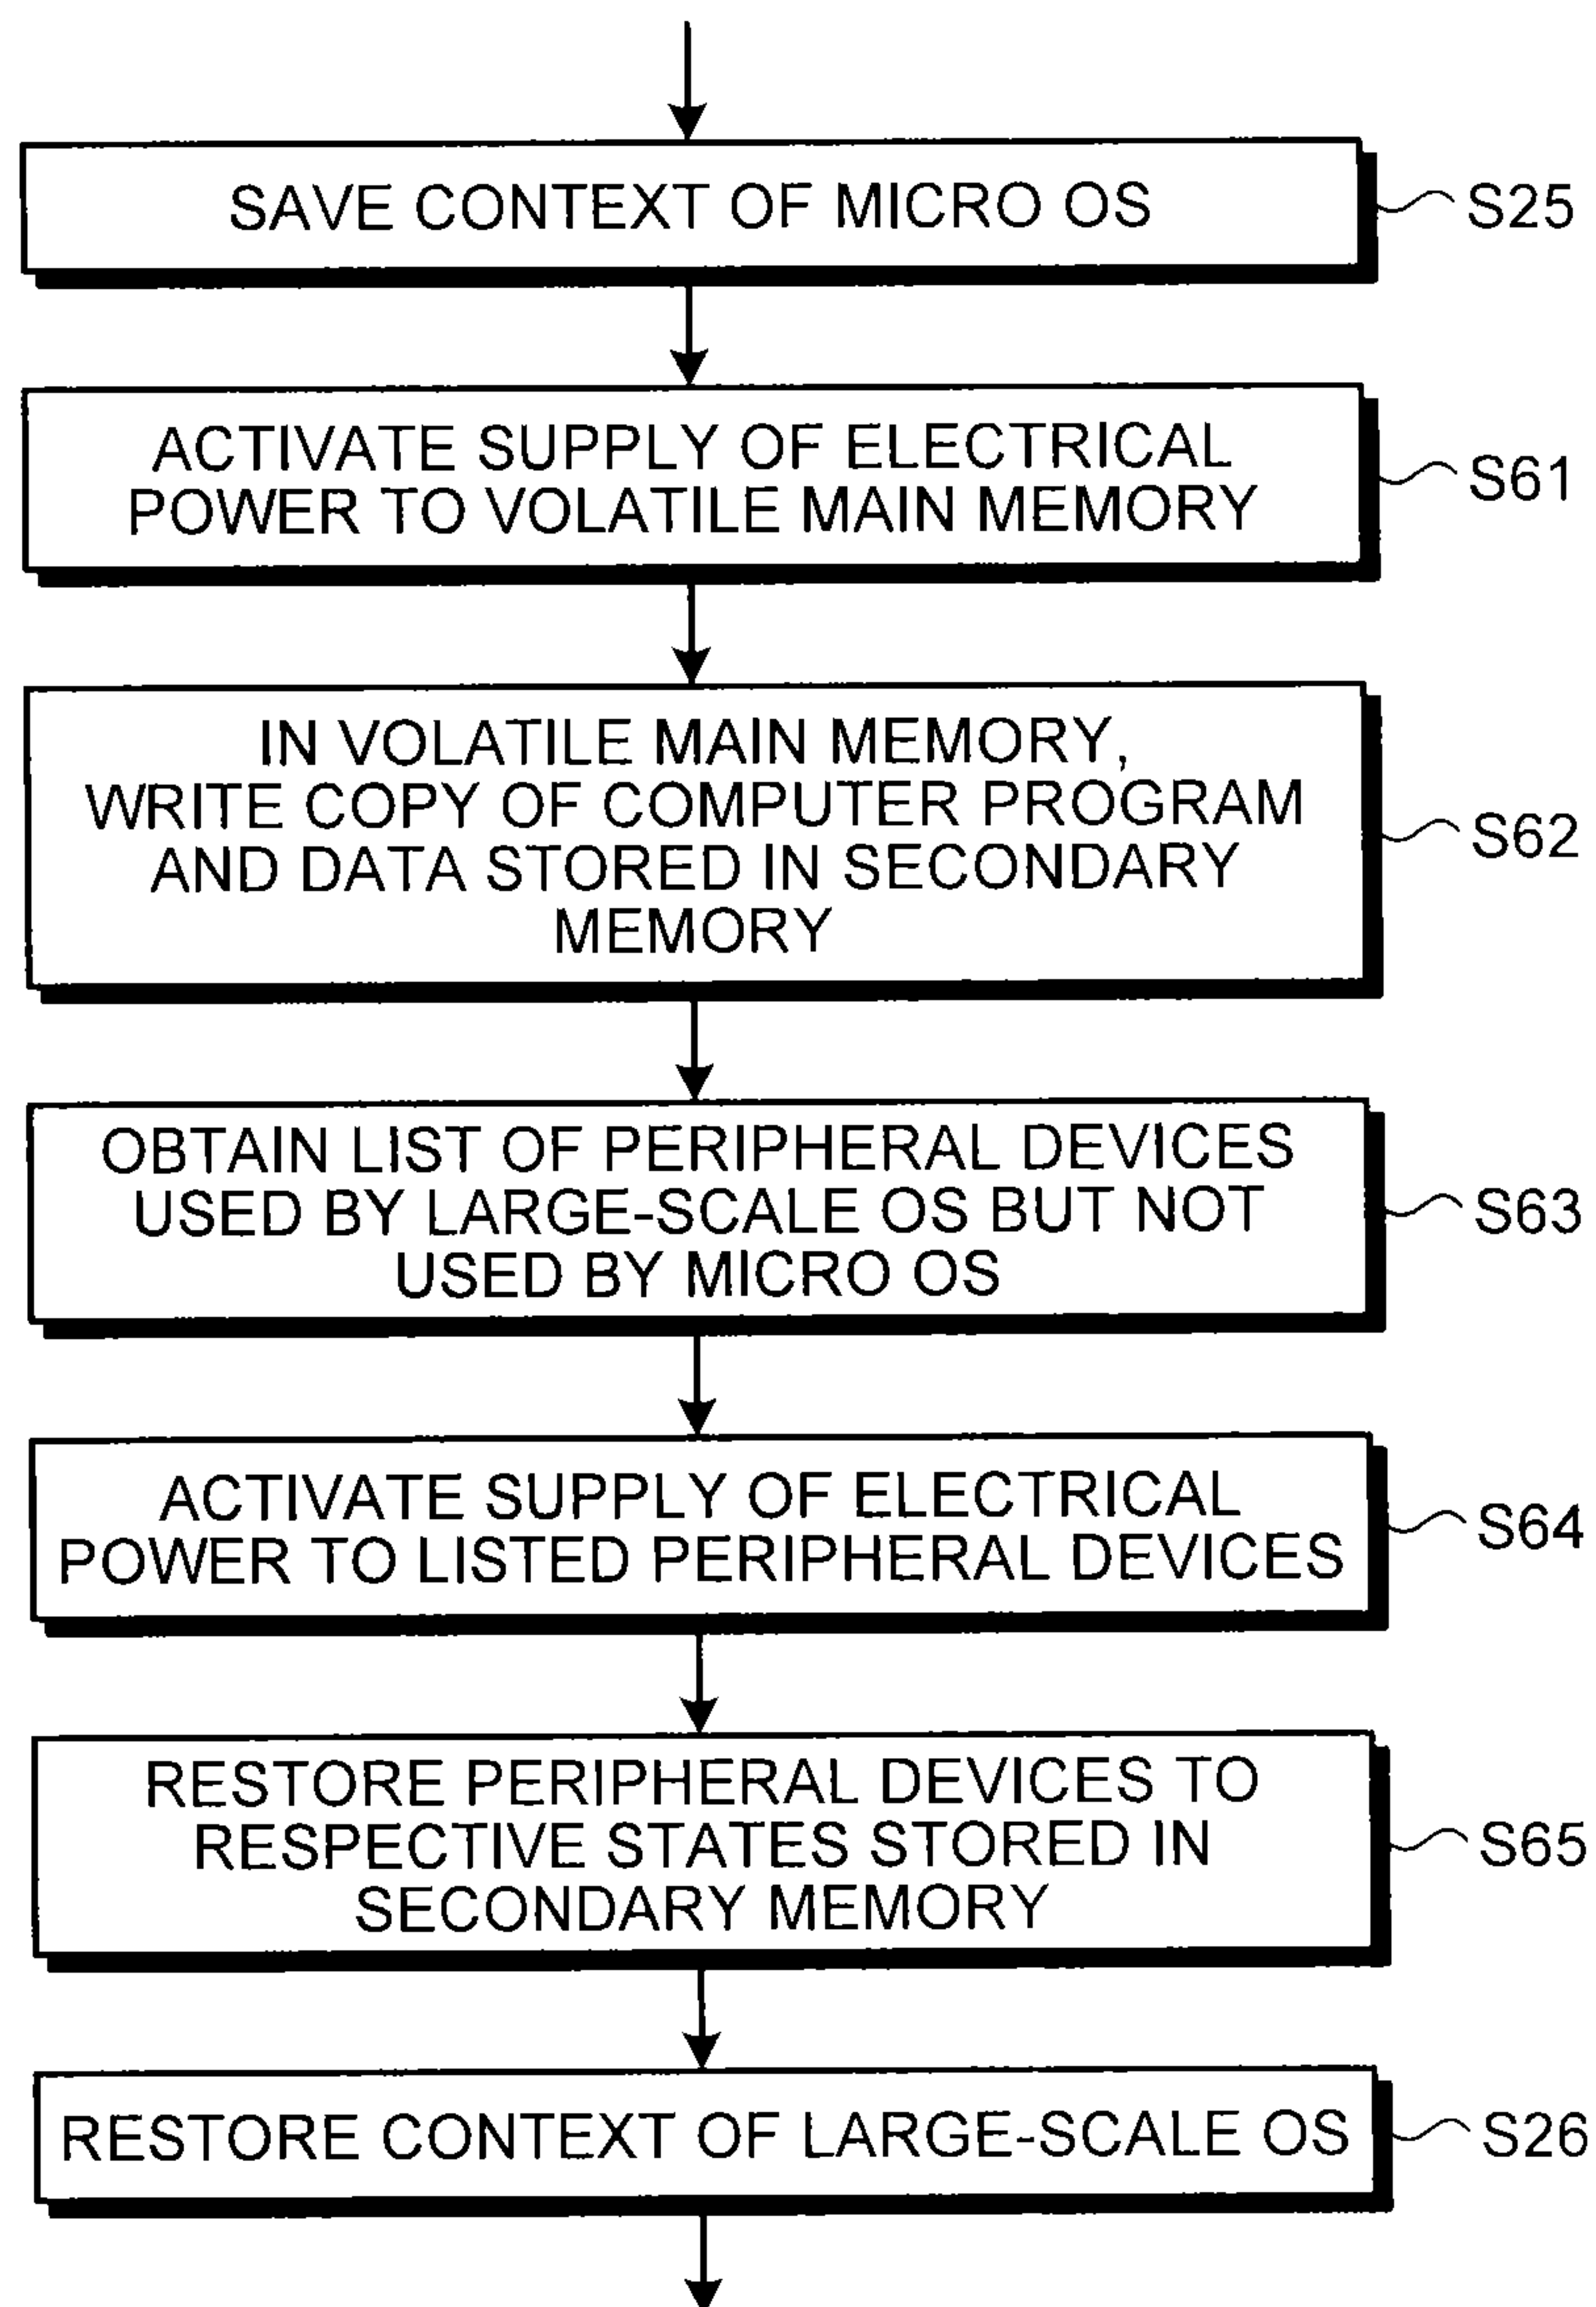 SAVE CONTEXT OF MICRO OS
S25
ACTIVATE SUPPLY OF ELECTRICAL
POWER TO VOLATILE MAIN MEMORY
S61
IN VOLATILE MAIN MEMORY,
WRITE COPY OF COMPUTER PROGRAM
AND DATA STORED IN SECONDARY
MEMORY
S62
OBTAIN LIST OF PERIPHERAL DEVICES
USED BY LARGE-SCALE OS BUT NOT
USED BY MICRO OS
S63
ACTIVATE SUPPLY OF ELECTRICAL
POWER TO LISTED PERIPHERAL DEVICES
S64
RESTORE PERIPHERAL DEVICES TO
RESPECTIVE STATES STORED IN
SECONDARY MEMORY
S65
RESTORE CONTEXT OF LARGE-SCALE OS
S26